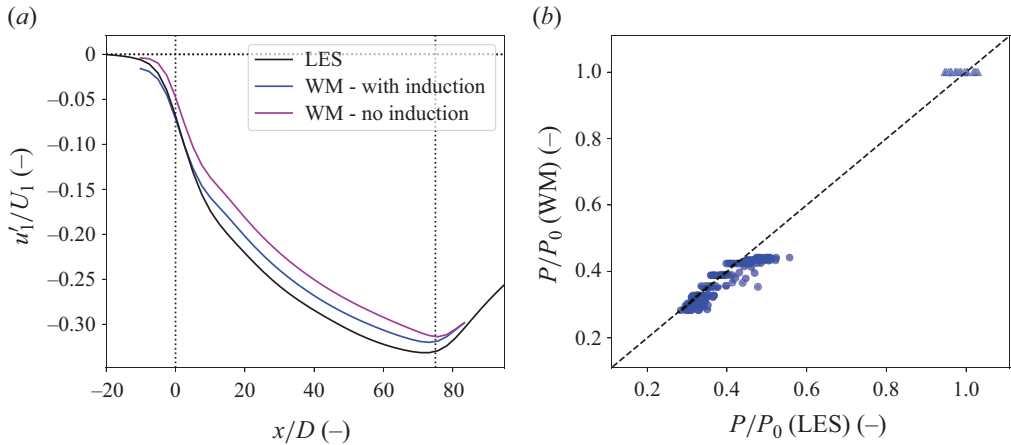 (a)
0
−0.05
−0.10
−0.15
−0.20
−0.25
−0.30
u′1/U1 (–)
LES
WM - with induction
WM - no induction
−20 0 20 40 60 80
x/D (–)
(b)
1.0
0.8
0.6
0.4
0.2
P/P0 (WM) (–)
0.2 0.4 0.6 0.8 1.0
P/P0 (LES) (–)